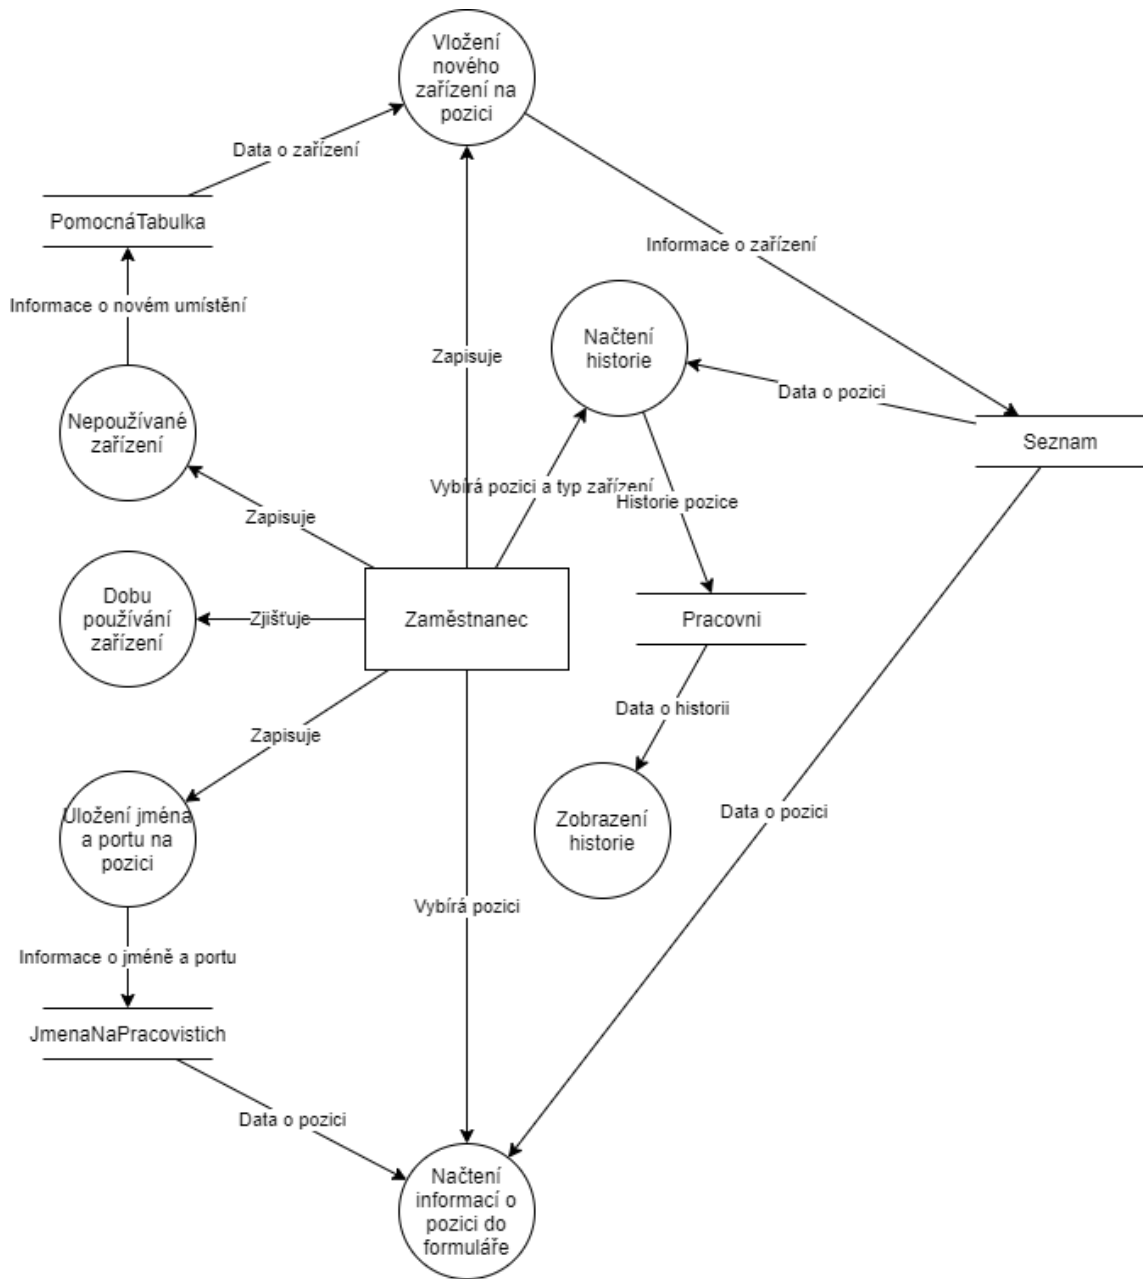 Vložení
nového
zařízení na
pozici
Data o zařízení
PomocnáTabulka
Informace o zařízení
Informace o novém umístění
Načtení
historie
Zapisuje
Data o pozici
Nepoužívané
zařízení
Seznam
Vybírá pozici a typ zařízení
Historie pozice
Zapisuje
Dobu
používání
zařízení
Zjišťuje
Zaměstnanec
Pracovni
Data o historii
Zapisuje
Uložení jména
a portu na
pozici
Zobrazení
historie
Data o pozici
Vybírá pozici
Informace o jméně a portu
JmenaNaPracovistich
Data o pozici
Načtení
informací o
pozici do
formuláře